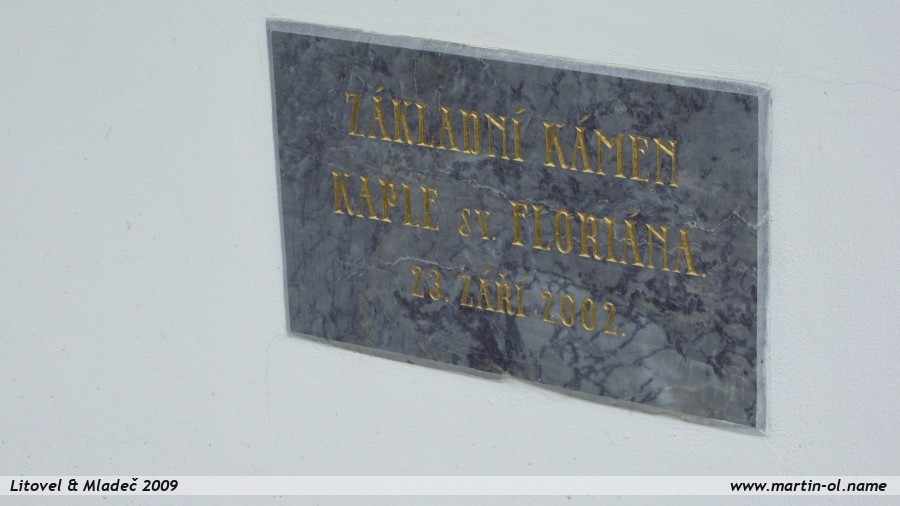 ZÁKLADNÍ KÁMEN
KAPLE SV. FLORIÁNA.
23. ZÁŘÍ 2002.
Litovel & Mladeč 2009
www.martin-ol.name